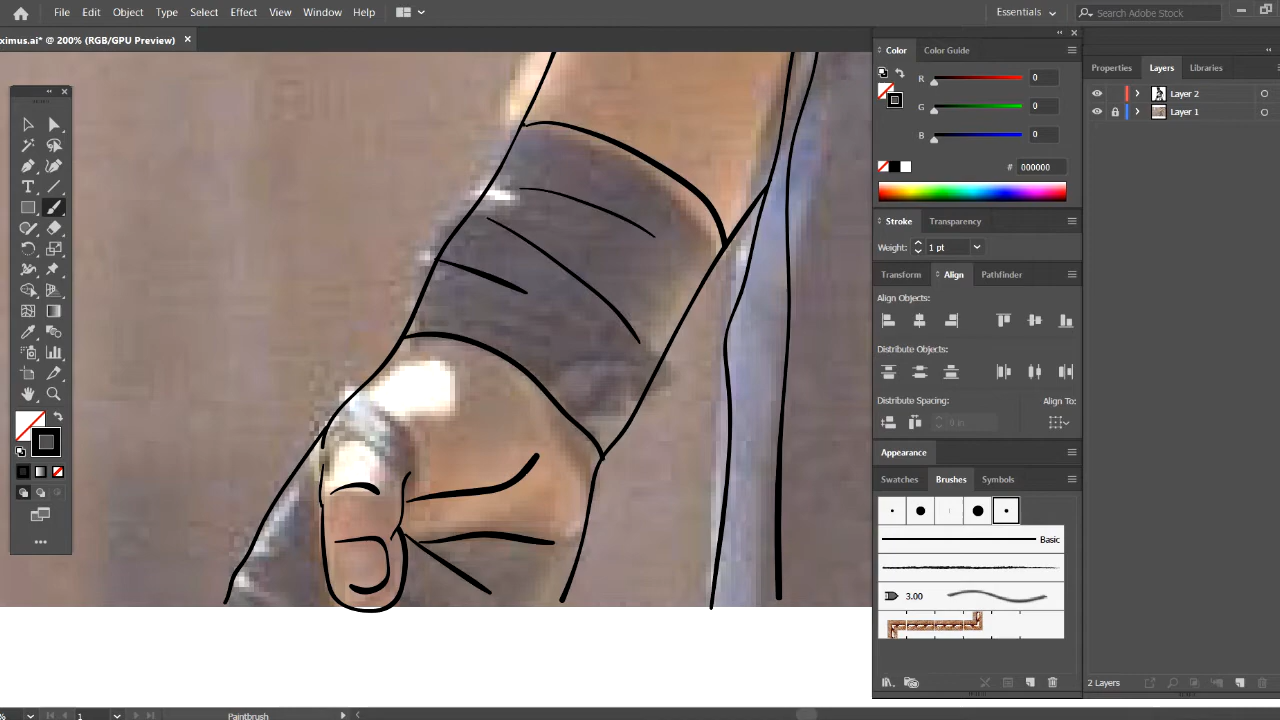 File Edit Object Type Select Effect View Window Help Essentials Search Adobe Stock
ximus.ai* @ 200% (RGB/GPU Preview) ×
Color Color Guide
R 0
G 0
B 0
# 000000
Stroke Transparency
Weight: 1 pt
Transform Align Pathfinder
Align Objects:
Distribute Objects:
Distribute Spacing: Align To:
0 in
Appearance
Swatches Brushes Symbols
Basic
3.00
Properties Layers Libraries
Layer 2
Layer 1
2 Layers
% 1 Paintbrush